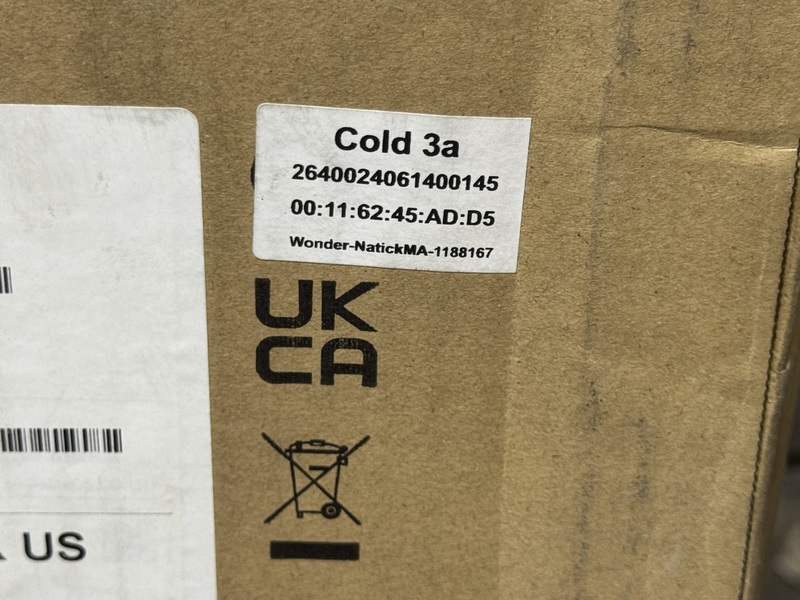 Cold 3a
2640024061400145
00:11:62:45:AD:D5
Wonder-NatickMA-1188167
UK
CA
US